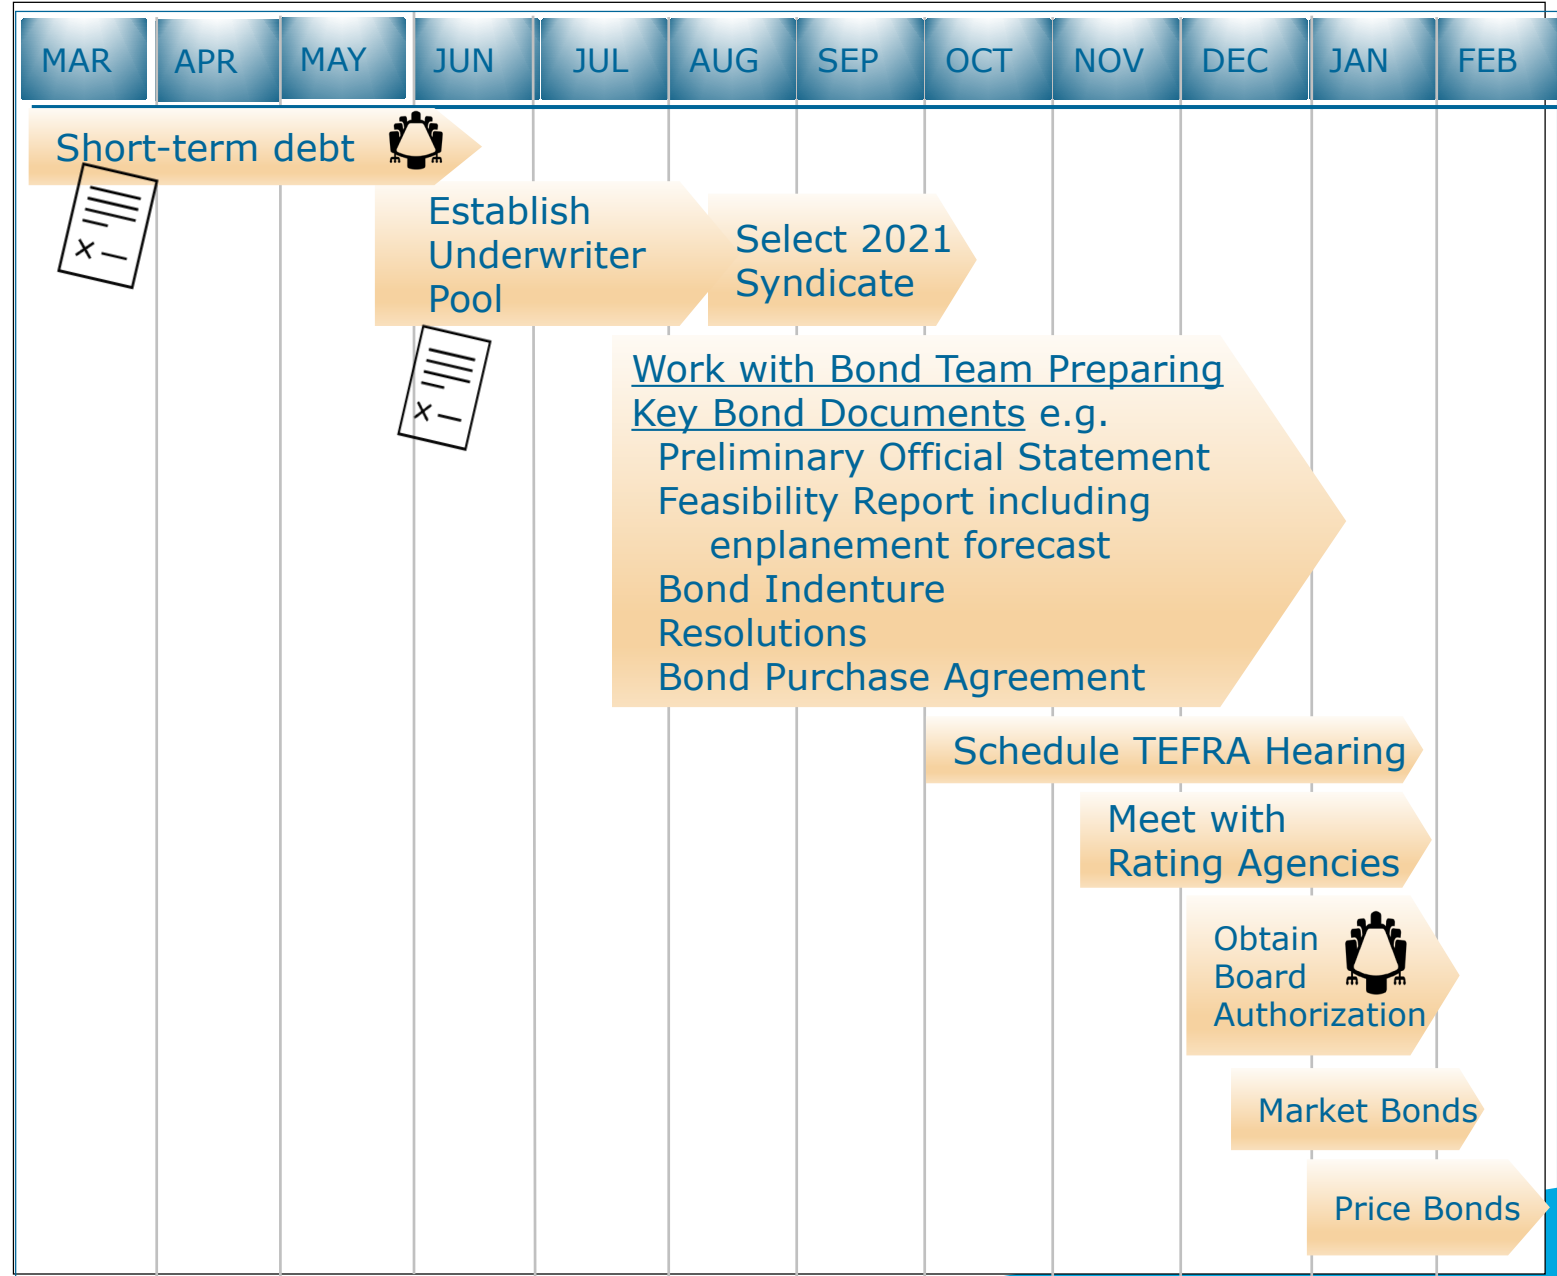 MAR APR MAY JUN JUL AUG SEP OCT NOV DEC JAN FEB
Short-term debt
Establish
Underwriter
Pool
Select 2021
Syndicate
Work with Bond Team Preparing
Key Bond Documents e.g.
Preliminary Official Statement
Feasibility Report including
enplanement forecast
Bond Indenture
Resolutions
Bond Purchase Agreement
Schedule TEFRA Hearing
Meet with
Rating Agencies
Obtain
Board
Authorization
Market Bonds
Price Bonds